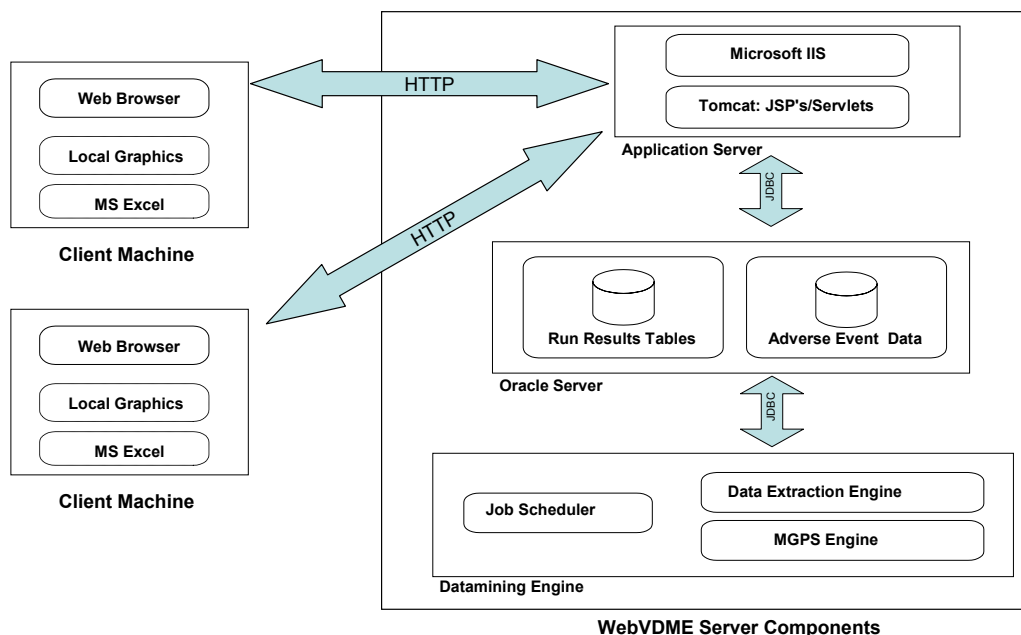 Microsoft IIS
Tomcat: JSP's/Servlets
Application Server
HTTP
HTTP
Web Browser
Local Graphics
MS Excel
Client Machine
Web Browser
Local Graphics
MS Excel
Client Machine
JDBC
Run Results Tables
Adverse Event Data
Oracle Server
JDBC
Job Scheduler
Data Extraction Engine
MGPS Engine
Datamining Engine
WebVDME Server Components